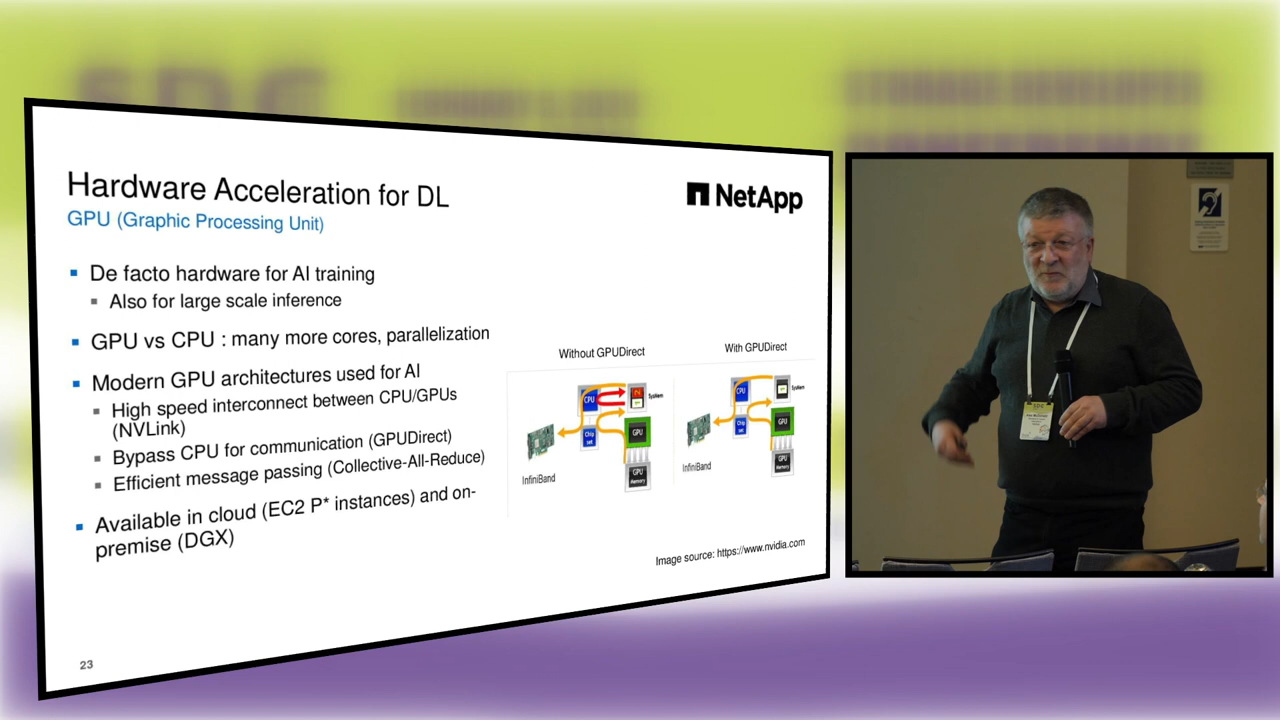 Hardware Acceleration for DL
NetApp
GPU (Graphic Processing Unit)
De facto hardware for AI training
Also for large scale inference
GPU vs CPU : many more cores, parallelization
Modern GPU architectures used for AI
High speed interconnect between CPU/GPUs
(NVLink)
Bypass CPU for communication (GPUDirect)
Efficient message passing (Collective-All-Reduce)
Available in cloud (EC2 P* instances) and on-
premise (DGX)
Without GPUDirect
CPU
System
Chip
set
GPU
GPU
Memory
InfiniBand
With GPUDirect
CPU
System
Chip
set
GPU
GPU
Memory
InfiniBand
Image source: https://www.nvidia.com
23